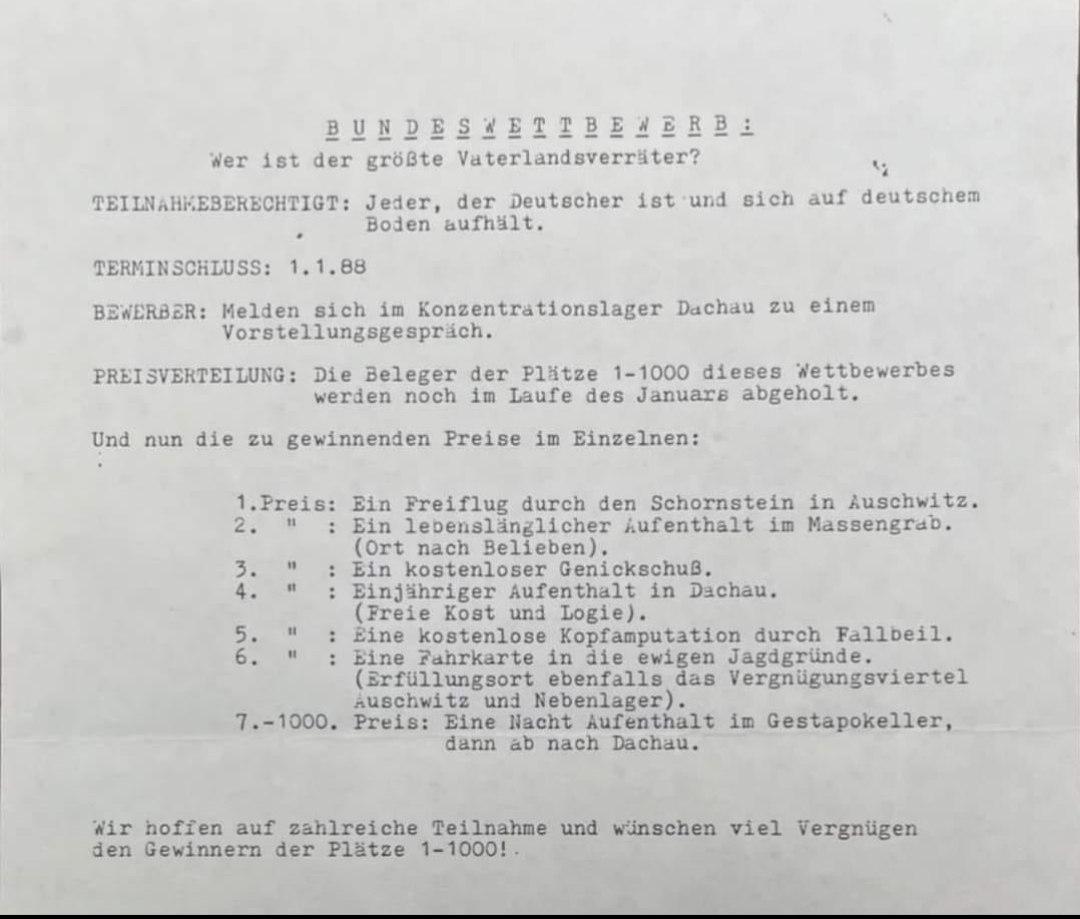 BUNDESWETTBEWERB:
Wer ist der größte Vaterlandsverräter?
TEILNAHMEBERECHTIGT: Jeder, der Deutscher ist und sich auf deutschem
Boden aufhält.
TERMINSCHLUSS: 1.1.88
BEWERBER: Melden sich im Konzentrationslager Dachau zu einem
Vorstellungsgespräch.
PREISVERTEILUNG: Die Beleger der Plätze 1-1000 dieses Wettbewerbes
werden noch im Laufe des Januars abgeholt.
Und nun die zu gewinnenden Preise im Einzelnen:
1.Preis: Ein Freiflug durch den Schornstein in Auschwitz.
2. " : Ein lebenslänglicher Aufenthalt im Massengrab.
(Ort nach Belieben).
3. " : Ein kostenloser Genickschuß.
4. " : Einjähriger Aufenthalt in Dachau.
(Freie Kost und Logie).
5. " : Eine kostenlose Kopfamputation durch Fallbeil.
6. " : Eine Fahrkarte in die ewigen Jagdgründe.
(Erfüllungsort ebenfalls das Vergnügungsviertel
Auschwitz und Nebenlager).
7.-1000. Preis: Eine Nacht Aufenthalt im Gestapokeller,
dann ab nach Dachau.
Wir hoffen auf zahlreiche Teilnahme und wünschen viel Vergnügen
den Gewinnern der Plätze 1-1000!